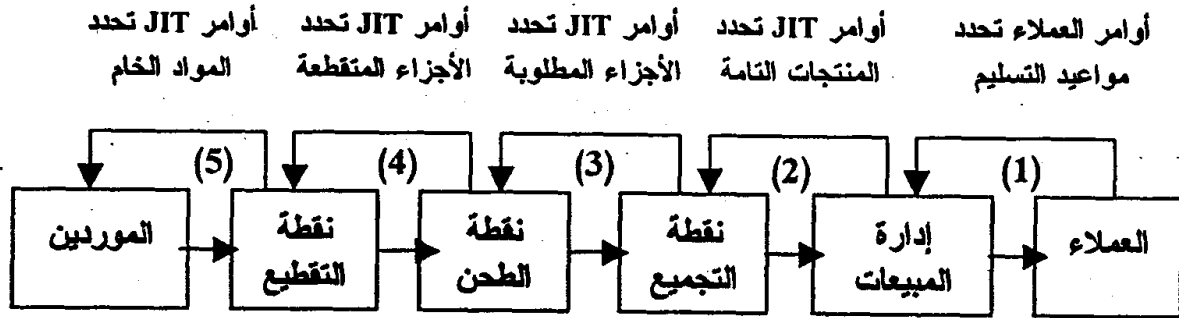 أوامر العملاء تحدد
مواعيد التسليم
أوامر JIT تحدد
المنتجات التامة
أوامر JIT تحدد
الأجزاء المطلوبة
أوامر JIT تحدد
الأجزاء المتقطعة
أوامر JIT تحدد
المواد الخام
(1)
(2)
(3)
(4)
(5)
العملاء
إدارة
المبيعات
نقطة
التجميع
نقطة
الطحن
نقطة
التقطيع
الموردين